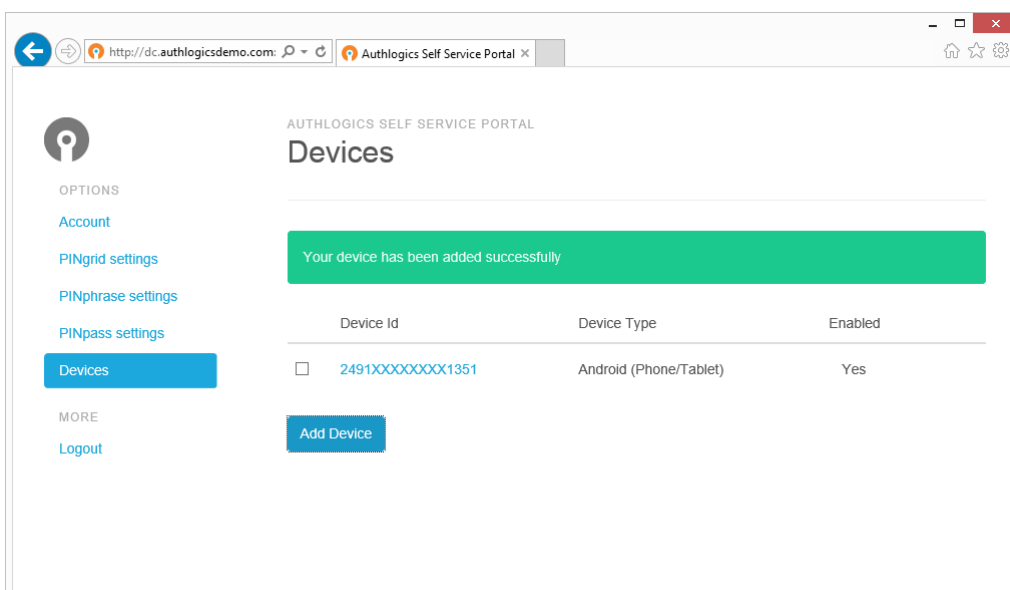 http://dc.authlogicsdemo.com:
Authlogics Self Service Portal
AUTHLOGICS SELF SERVICE PORTAL
Devices
OPTIONS
Account
PINgrid settings
PINphrase settings
PINpass settings
Devices
MORE
Logout
Your device has been added successfully
Device Id Device Type Enabled
2491XXXXXXXX1351 Android (Phone/Tablet) Yes
Add Device